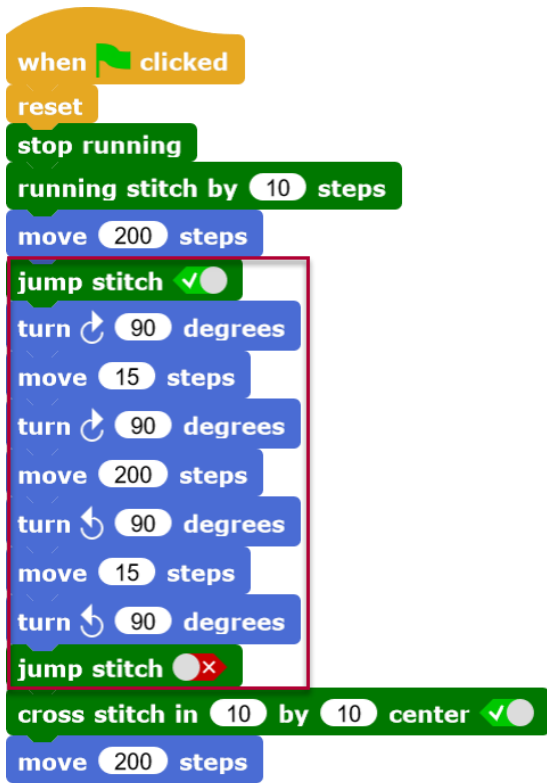 when clicked
reset
stop running
running stitch by 10 steps
move 200 steps
jump stitch
turn 90 degrees
move 15 steps
turn 90 degrees
move 200 steps
turn 90 degrees
move 15 steps
turn 90 degrees
jump stitch
cross stitch in 10 by 10 center
move 200 steps